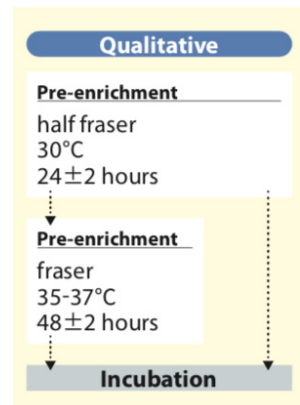 Qualitative
Pre-enrichment
half fraser
30°C
24±2 hours
Pre-enrichment
fraser
35-37°C
48±2 hours
Incubation